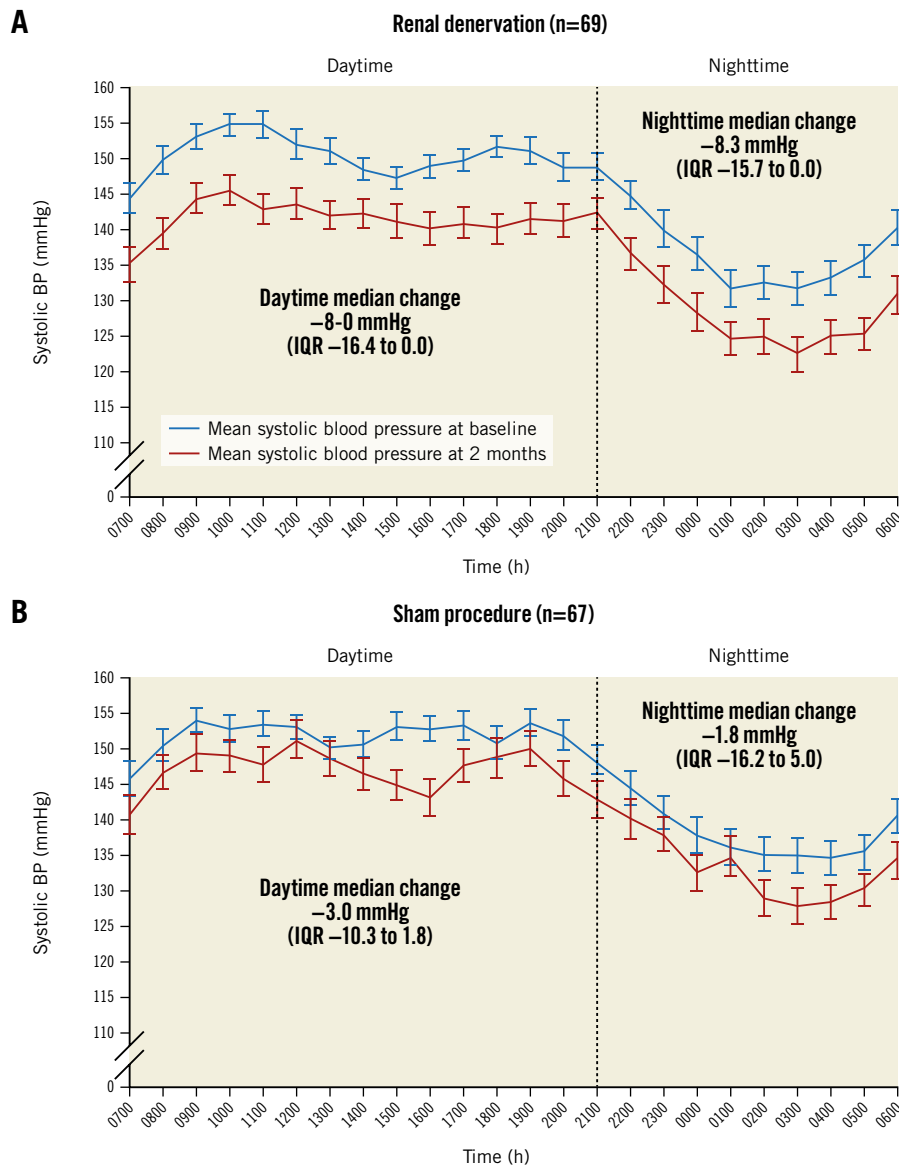 A
Renal denervation (n=69)
Daytime
Nighttime
160
155
150
145
140
135
130
125
120
115
110
0
Systolic BP (mmHg)
Nighttime median change
–8.3 mmHg
(IQR –15.7 to 0.0)
Daytime median change
–8-0 mmHg
(IQR –16.4 to 0.0)
Mean systolic blood pressure at baseline
Mean systolic blood pressure at 2 months
0700 0800 0900 1000 1100 1200 1300 1400 1500 1600 1700 1800 1900 2000 2100 2200 2300 0000 0100 0200 0300 0400 0500 0600
Time (h)
B
Sham procedure (n=67)
Daytime
Nighttime
160
155
150
145
140
135
130
125
120
115
110
0
Systolic BP (mmHg)
Nighttime median change
–1.8 mmHg
(IQR –16.2 to 5.0)
Daytime median change
–3.0 mmHg
(IQR –10.3 to 1.8)
0700 0800 0900 1000 1100 1200 1300 1400 1500 1600 1700 1800 1900 2000 2100 2200 2300 0000 0100 0200 0300 0400 0500 0600
Time (h)